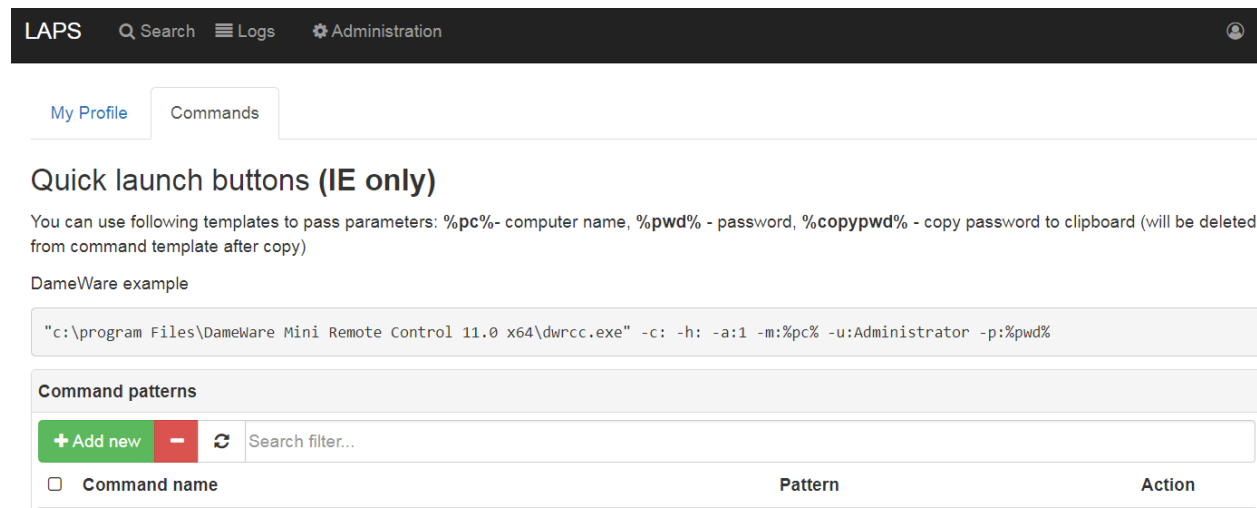 LAPS Search Logs Administration
My Profile Commands
Quick launch buttons (IE only)
You can use following templates to pass parameters: %pc%- computer name, %pwd% - password, %copypwd% - copy password to clipboard (will be deleted
from command template after copy)
DameWare example
"c:\program Files\DameWare Mini Remote Control 11.0 x64\dwrcc.exe" -c: -h: -a:1 -m:%pc% -u:Administrator -p:%pwd%
Command patterns
Add new Search filter...
Command name Pattern Action